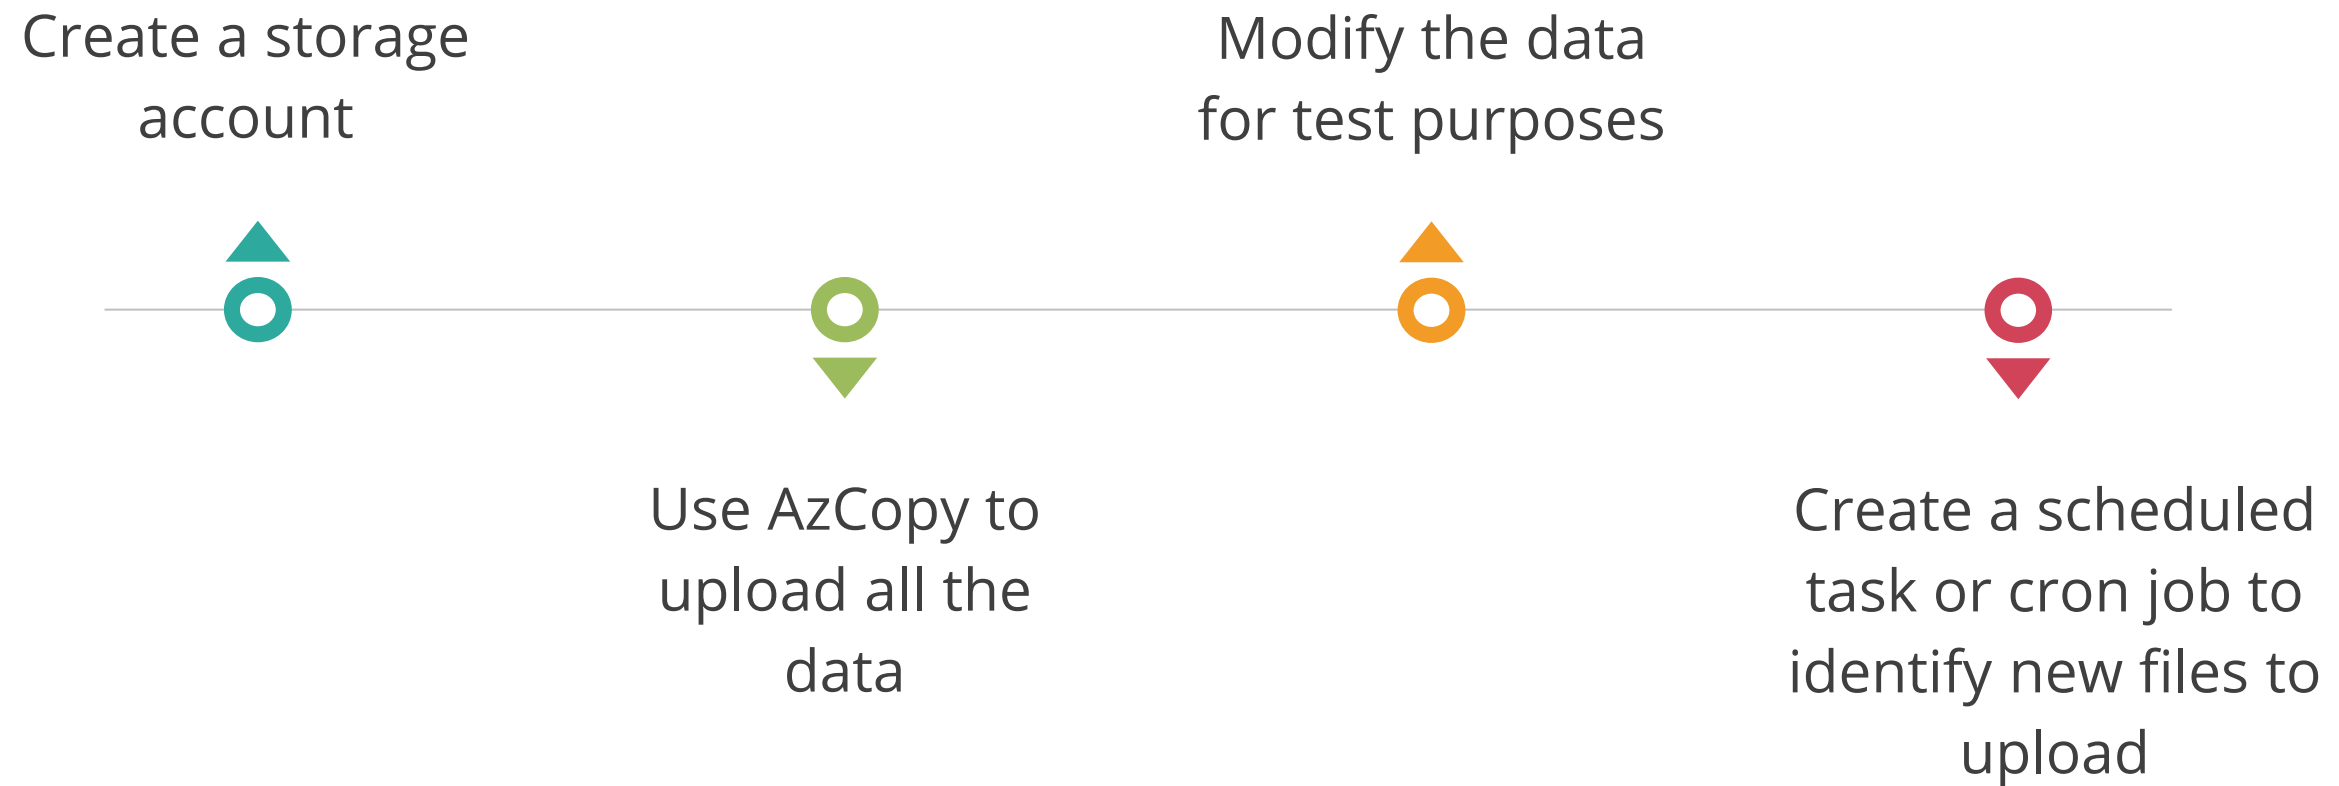 Create a storage
account
Use AzCopy to
upload all the
data
Modify the data
for test purposes
Create a scheduled
task or cron job to
identify new files to
upload